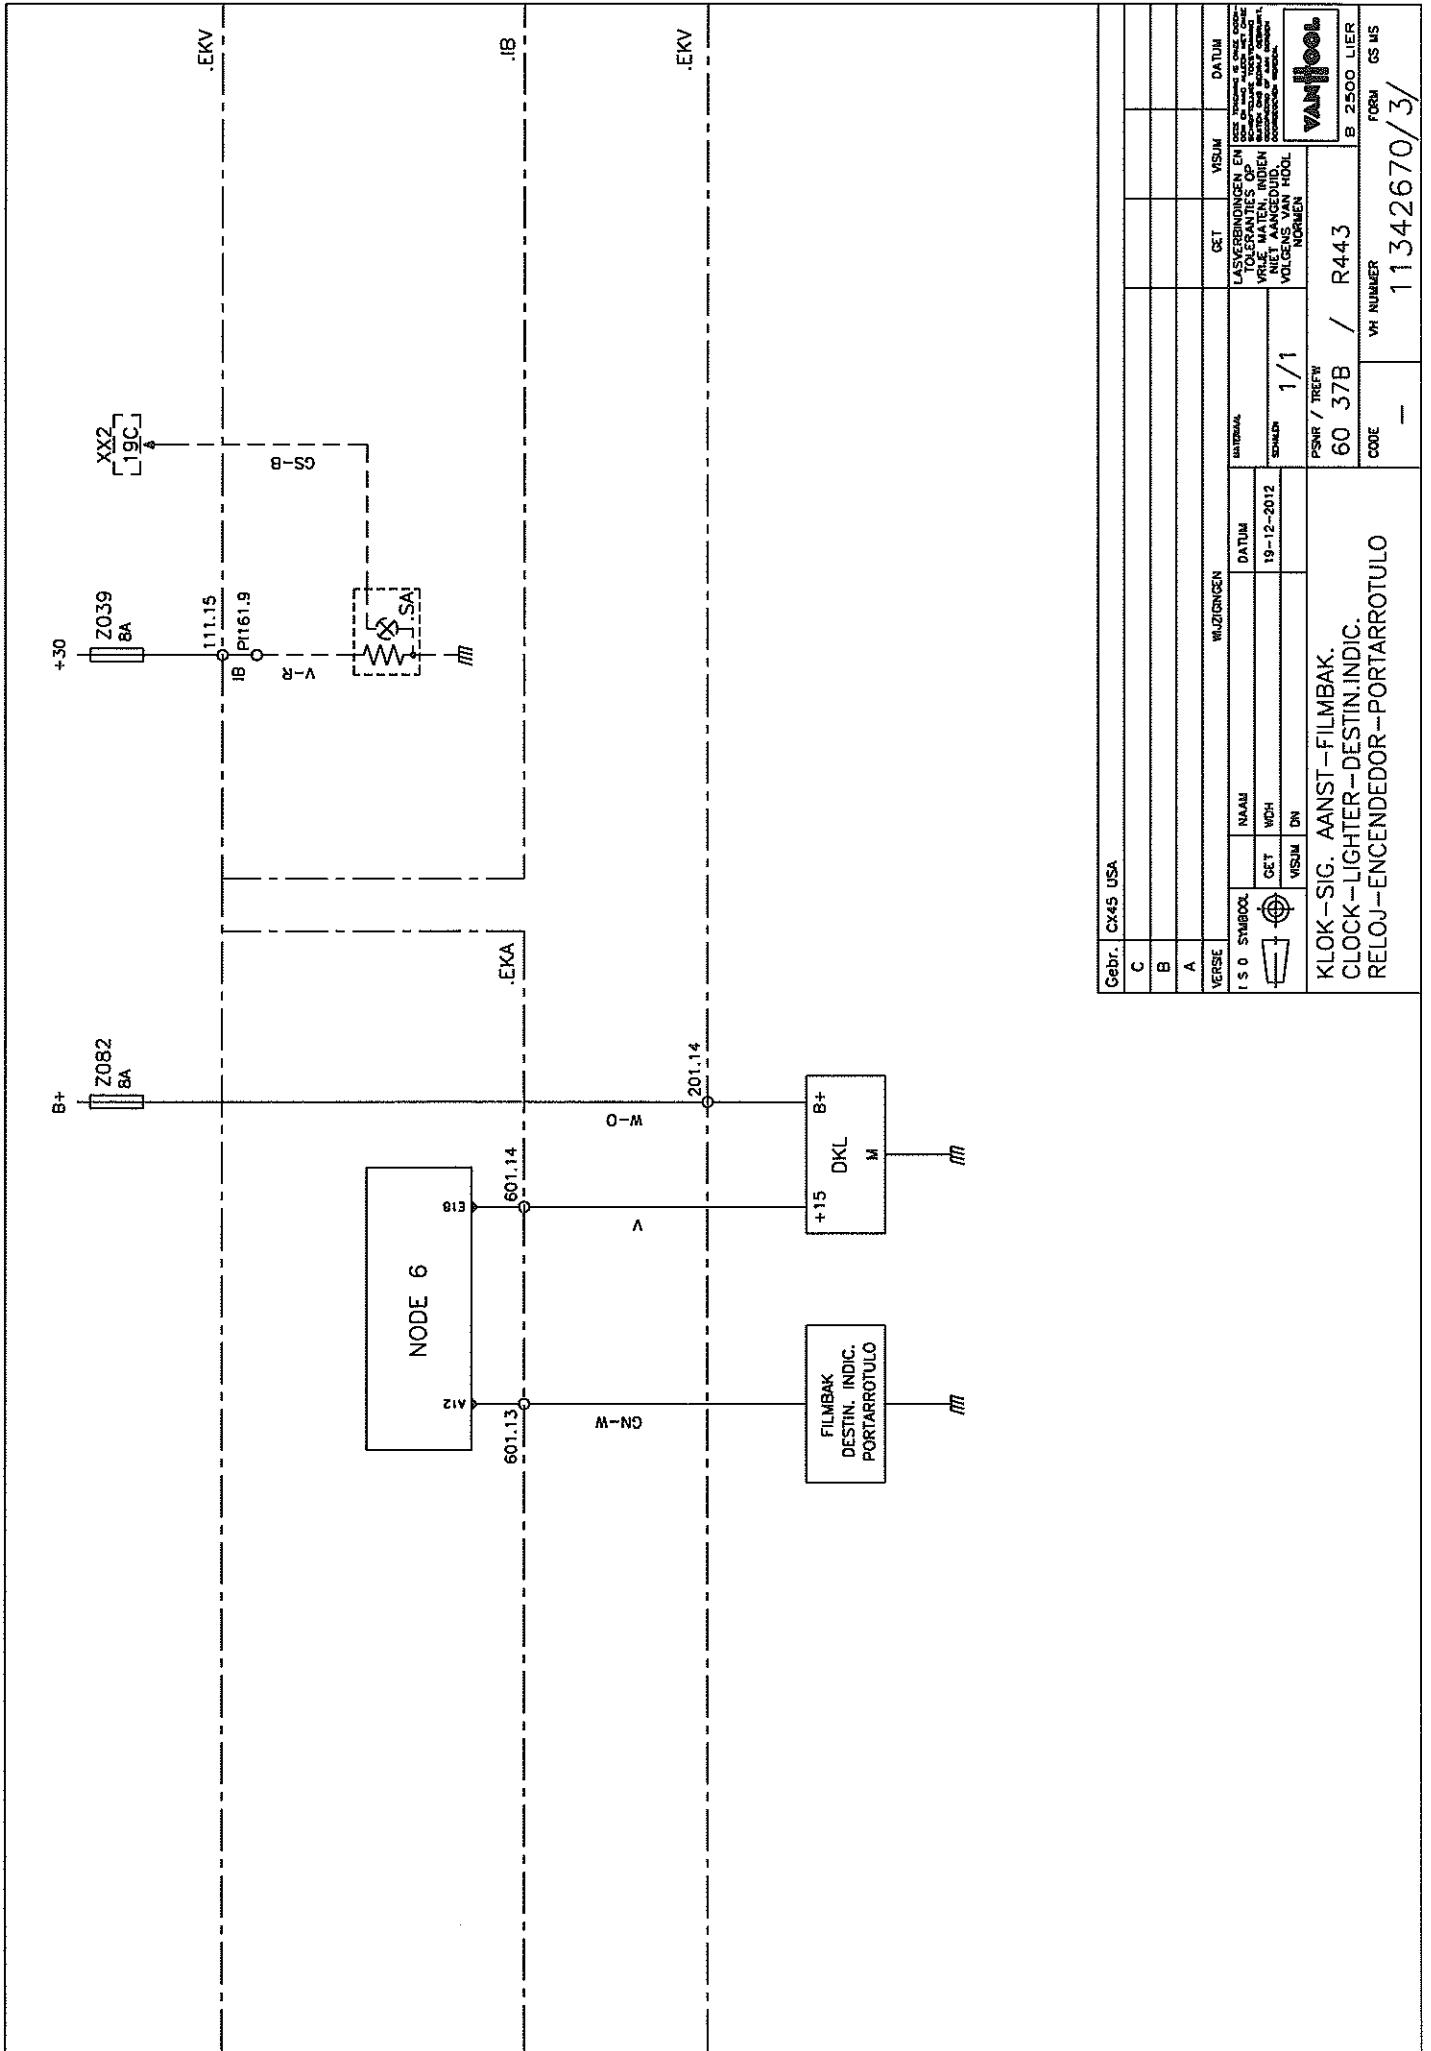 B+
Z082
8A
+30
Z039
8A
XX2
19C
.EKV
111.15
IB
PI161.9
V-R
GS-B
.SA
NODE 6
A12
E18
601.13
601.14
.EKA
.IB
GN-W
V
W-O
201.14
.EKV
FILMBAK
DESTIN. INDIC.
PORTARROTULO
+15
B+
DKL
M
Gebr.
CX45 USA
C
B
A
VERSIE
WIJZIGINGEN
GET
VISUM
DATUM
I S O SYMBOOL
NAAM
DATUM
GET
WDH
19-12-2012
VISUM
DN
MATERIAAL
SCHALEN
1/1
LASVERBINDINGEN EN
TOLERANTIES OP
VRIJE MATEN, INDIEN
NIET AANGEDUID,
VOLGENS VAN HOOL
NORMEN
VANHOOL
B 2500 LIER
KLOK-SIG. AANST-FILMBAK.
CLOCK-LIGHTER-DESTIN.INDIC.
RELOJ-ENCENDEDOR-PORTARROTULO
PSNR / TREFW
60 37B / R443
CODE
-
VH NUMMER
FORM
GS MS
11342670/3/